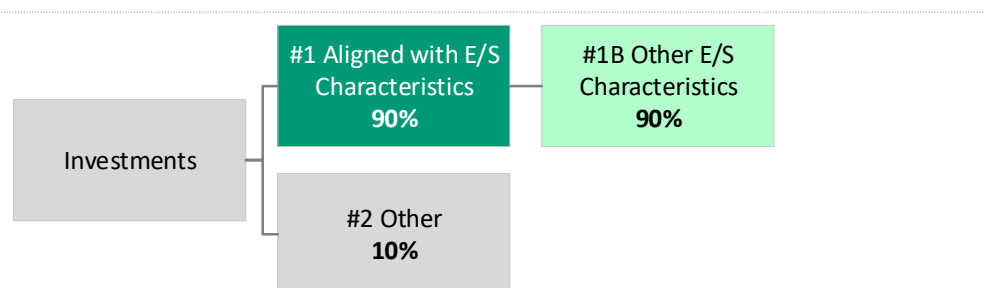 #1 Aligned with E/S
Characteristics
90%
#1B Other E/S
Characteristics
90%
Investments
#2 Other
10%